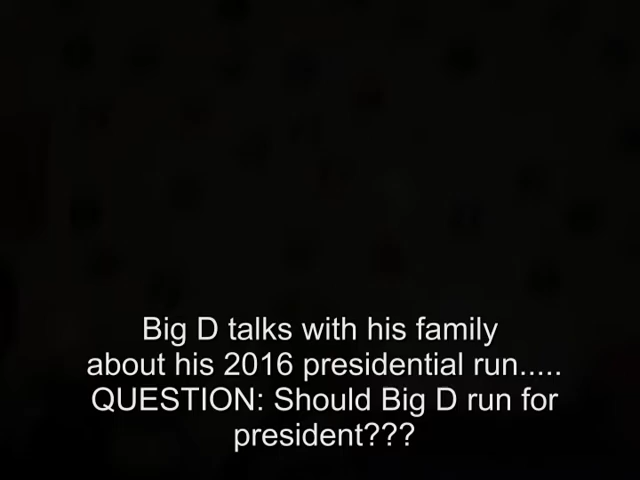 Big D talks with his family
about his 2016 presidential run.....
QUESTION: Should Big D run for
president???